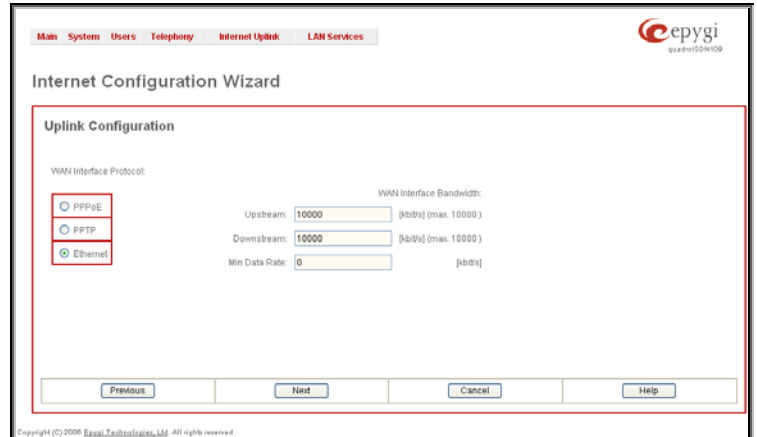 Main System Users Telephony Internet Uplink LAN Services
epygi
quadroISDN109
Internet Configuration Wizard
Uplink Configuration
WAN Interface Protocol:
WAN Interface Bandwidth:
PPPoE
Upstream: 10000 [kbit/s] (max. 10000 )
PPTP
Downstream: 10000 [kbit/s] (max. 10000 )
Ethernet
Min Data Rate: 0 [kbit/s]
Previous Next Cancel Help
Copyright (C) 2006 Epygi Technologies, Ltd. All rights reserved.